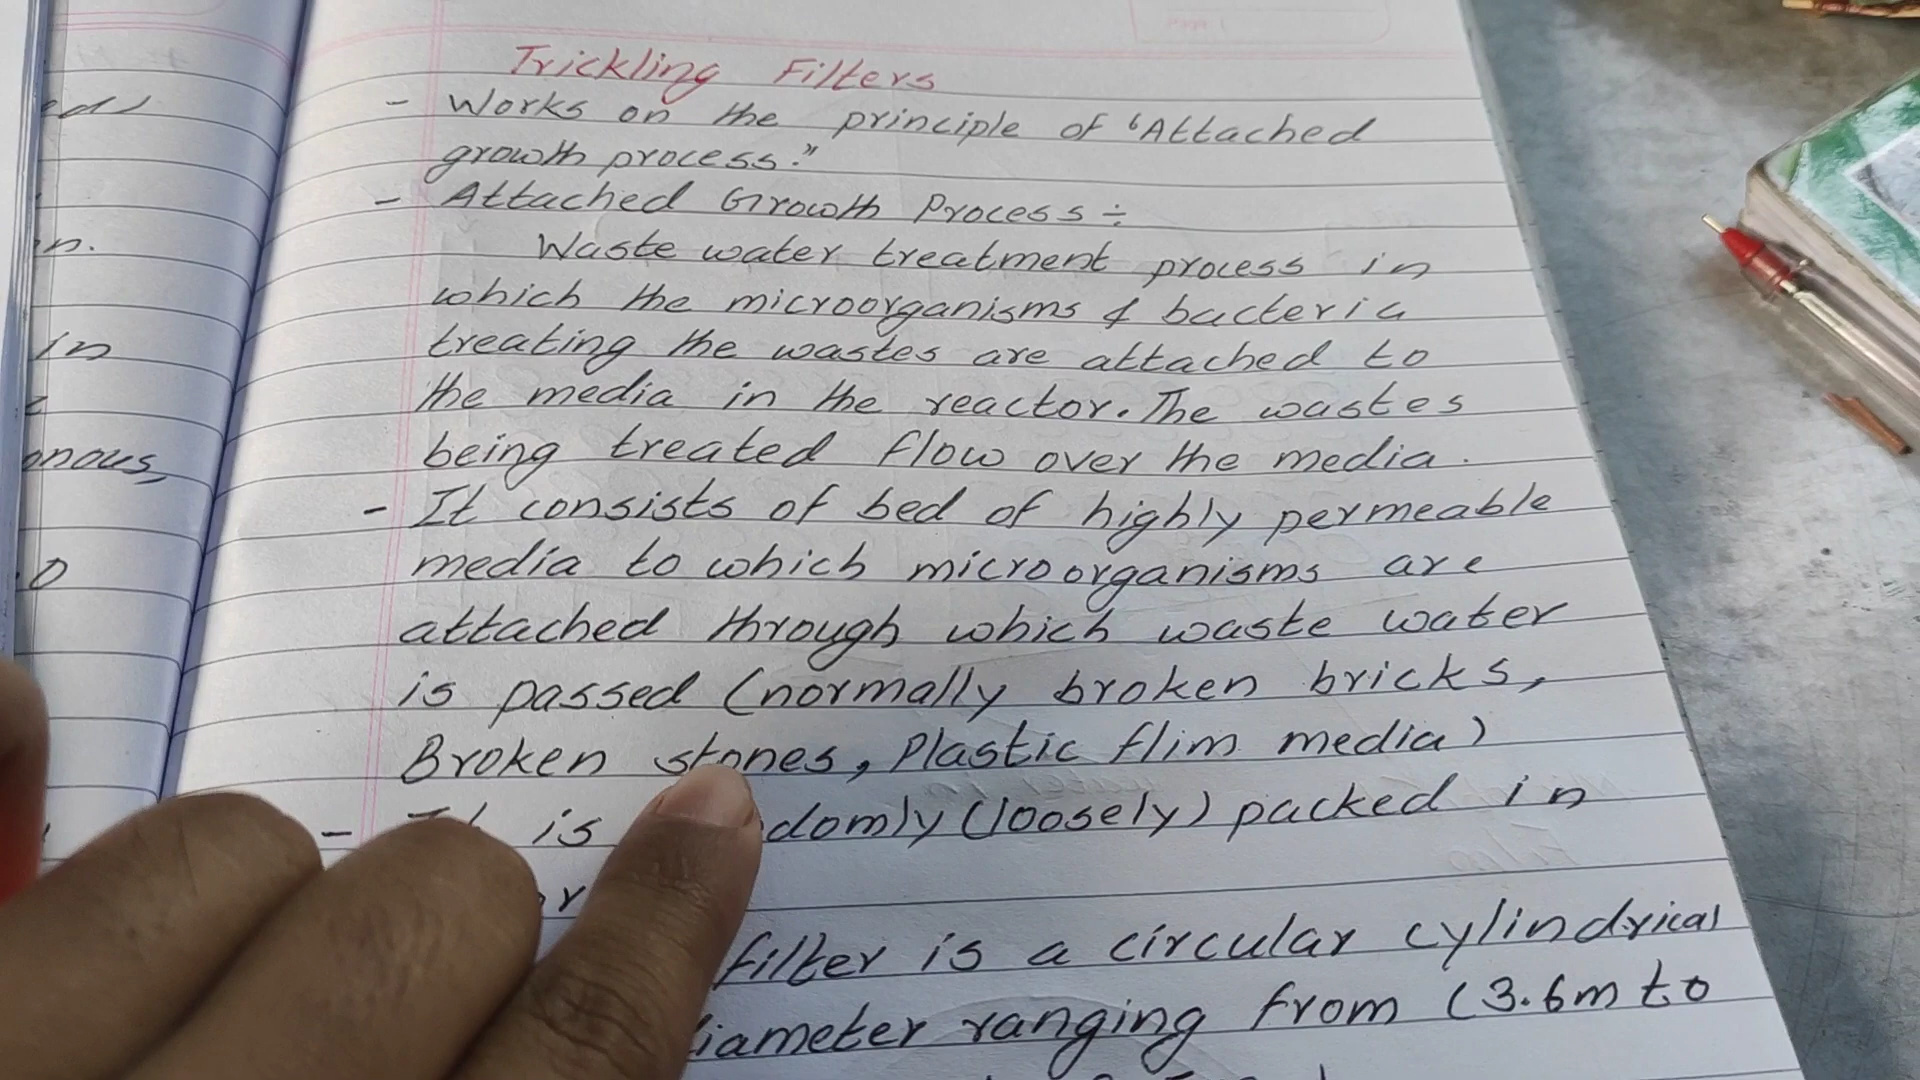 Trickling Filters
- Works on the principle of “Attached
growth process.”
- Attached Growth Process ÷
Waste water treatment process in
which the microorganisms & bacteria
treating the wastes are attached to
the media in the reactor. The wastes
being treated flow over the media.
- It consists of bed of highly permeable
media to which microorganisms are
attached through which waste water
is passed (normally broken bricks,
Broken stones, Plastic flim media)
- It is (loosely) packed in
filter is a circular cylindrical
ranging from (3.6m to
in
onous,